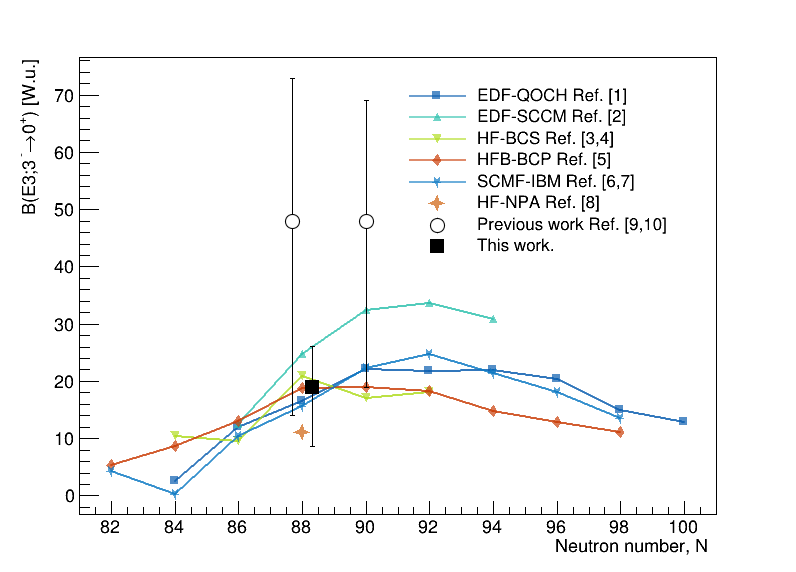 B(E3;3⁻→0⁺) [W.u.]
70
60
50
40
30
20
10
0
EDF-QOCH Ref. [1]
EDF-SCCM Ref. [2]
HF-BCS Ref. [3,4]
HFB-BCP Ref. [5]
SCMF-IBM Ref. [6,7]
HF-NPA Ref. [8]
Previous work Ref. [9,10]
This work.
82 84 86 88 90 92 94 96 98 100
Neutron number, N